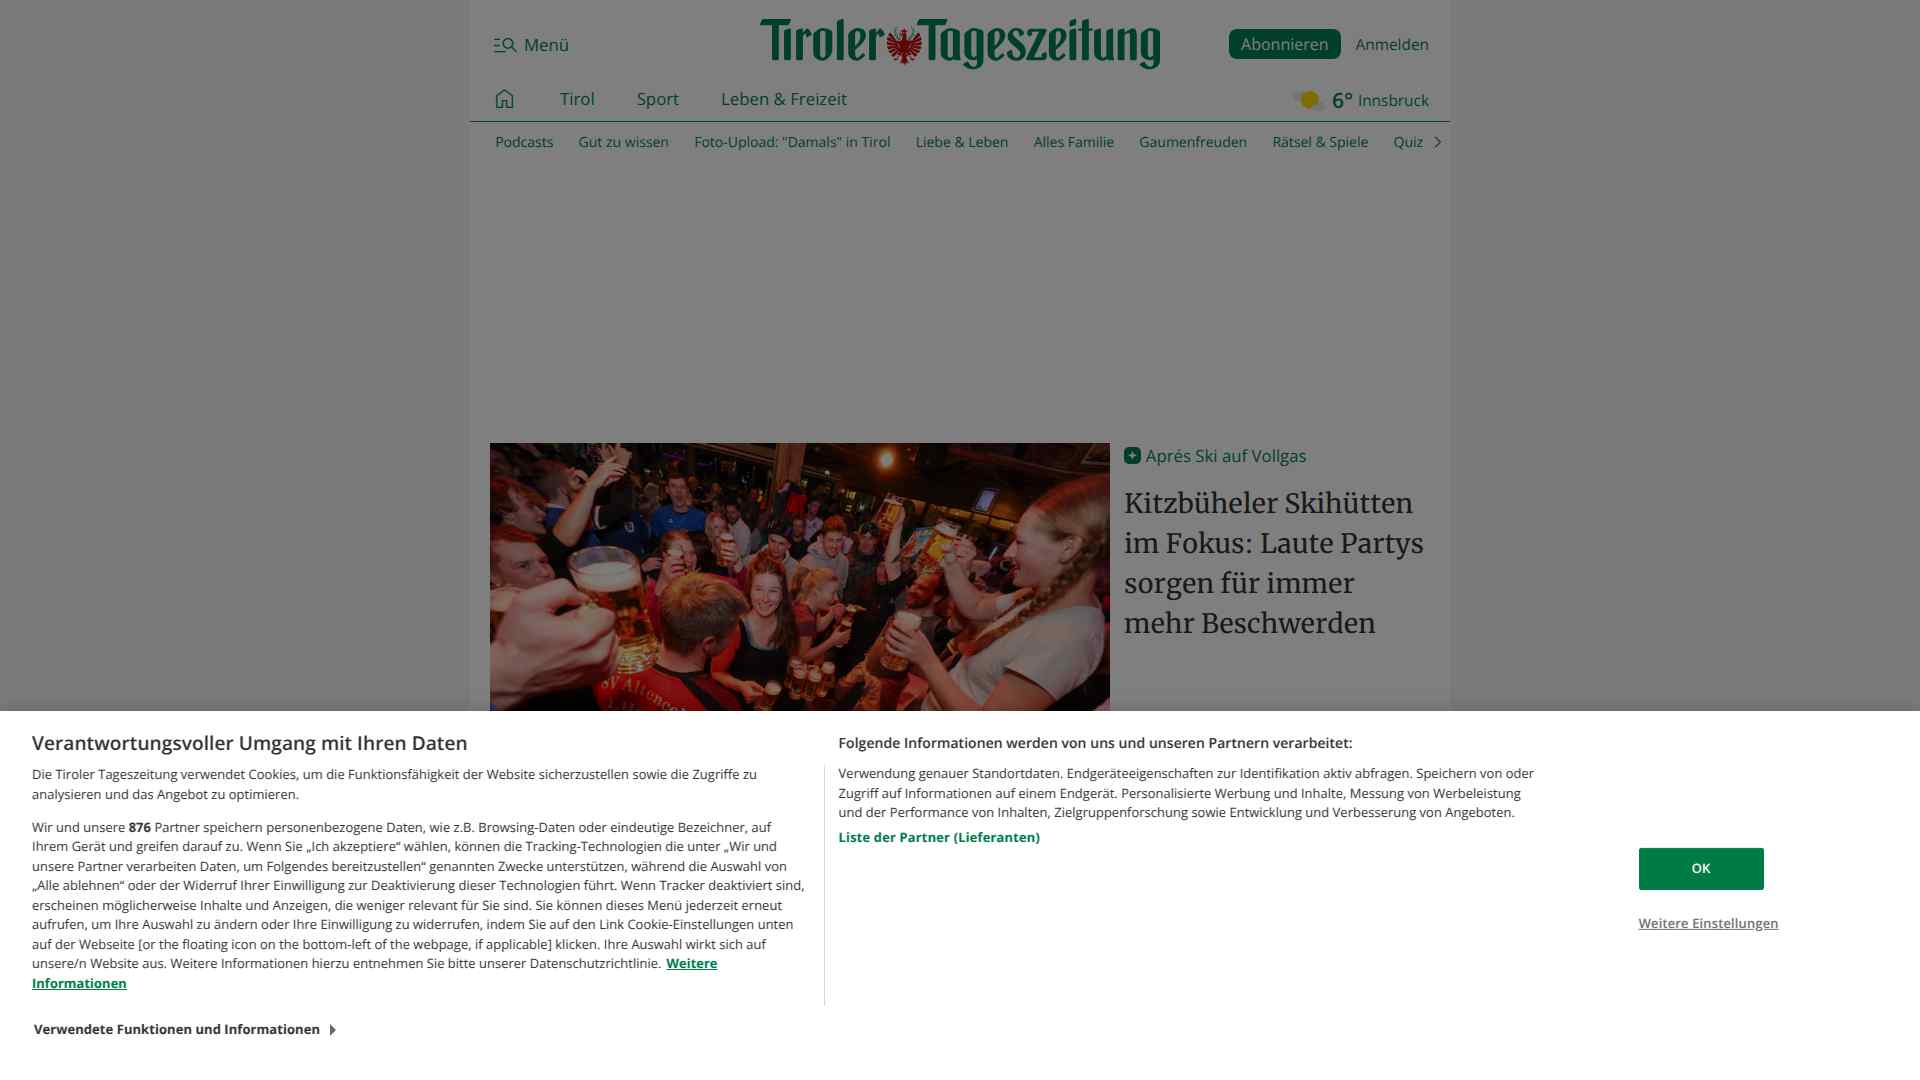 Menü
Tiroler Tageszeitung
Abonnieren
Anmelden
Tirol
Sport
Leben & Freizeit
6° Innsbruck
Podcasts
Gut zu wissen
Foto-Upload: "Damals" in Tirol
Liebe & Leben
Alles Familie
Gaumenfreuden
Rätsel & Spiele
Quiz
Aprés Ski auf Vollgas
Kitzbüheler Skihütten
im Fokus: Laute Partys
sorgen für immer
mehr Beschwerden
Verantwortungsvoller Umgang mit Ihren Daten
Die Tiroler Tageszeitung verwendet Cookies, um die Funktionsfähigkeit der Website sicherzustellen sowie die Zugriffe zu
analysieren und das Angebot zu optimieren.
Wir und unsere 876 Partner speichern personenbezogene Daten, wie z.B. Browsing-Daten oder eindeutige Bezeichner, auf
Ihrem Gerät und greifen darauf zu. Wenn Sie „Ich akzeptiere“ wählen, können die Tracking-Technologien die unter „Wir und
unsere Partner verarbeiten Daten, um Folgendes bereitzustellen“ genannten Zwecke unterstützen, während die Auswahl von
„Alle ablehnen“ oder der Widerruf Ihrer Einwilligung zur Deaktivierung dieser Technologien führt. Wenn Tracker deaktiviert sind,
erscheinen möglicherweise Inhalte und Anzeigen, die weniger relevant für Sie sind. Sie können dieses Menü jederzeit erneut
aufrufen, um Ihre Auswahl zu ändern oder Ihre Einwilligung zu widerrufen, indem Sie auf den Link Cookie-Einstellungen unten
auf der Webseite [or the floating icon on the bottom-left of the webpage, if applicable] klicken. Ihre Auswahl wirkt sich auf
unsere/n Website aus. Weitere Informationen hierzu entnehmen Sie bitte unserer Datenschutzrichtlinie. Weitere
Informationen
Verwendete Funktionen und Informationen
Folgende Informationen werden von uns und unseren Partnern verarbeitet:
Verwendung genauer Standortdaten. Endgeräteeigenschaften zur Identifikation aktiv abfragen. Speichern von oder
Zugriff auf Informationen auf einem Endgerät. Personalisierte Werbung und Inhalte, Messung von Werbeleistung
und der Performance von Inhalten, Zielgruppenforschung sowie Entwicklung und Verbesserung von Angeboten.
Liste der Partner (Lieferanten)
OK
Weitere Einstellungen